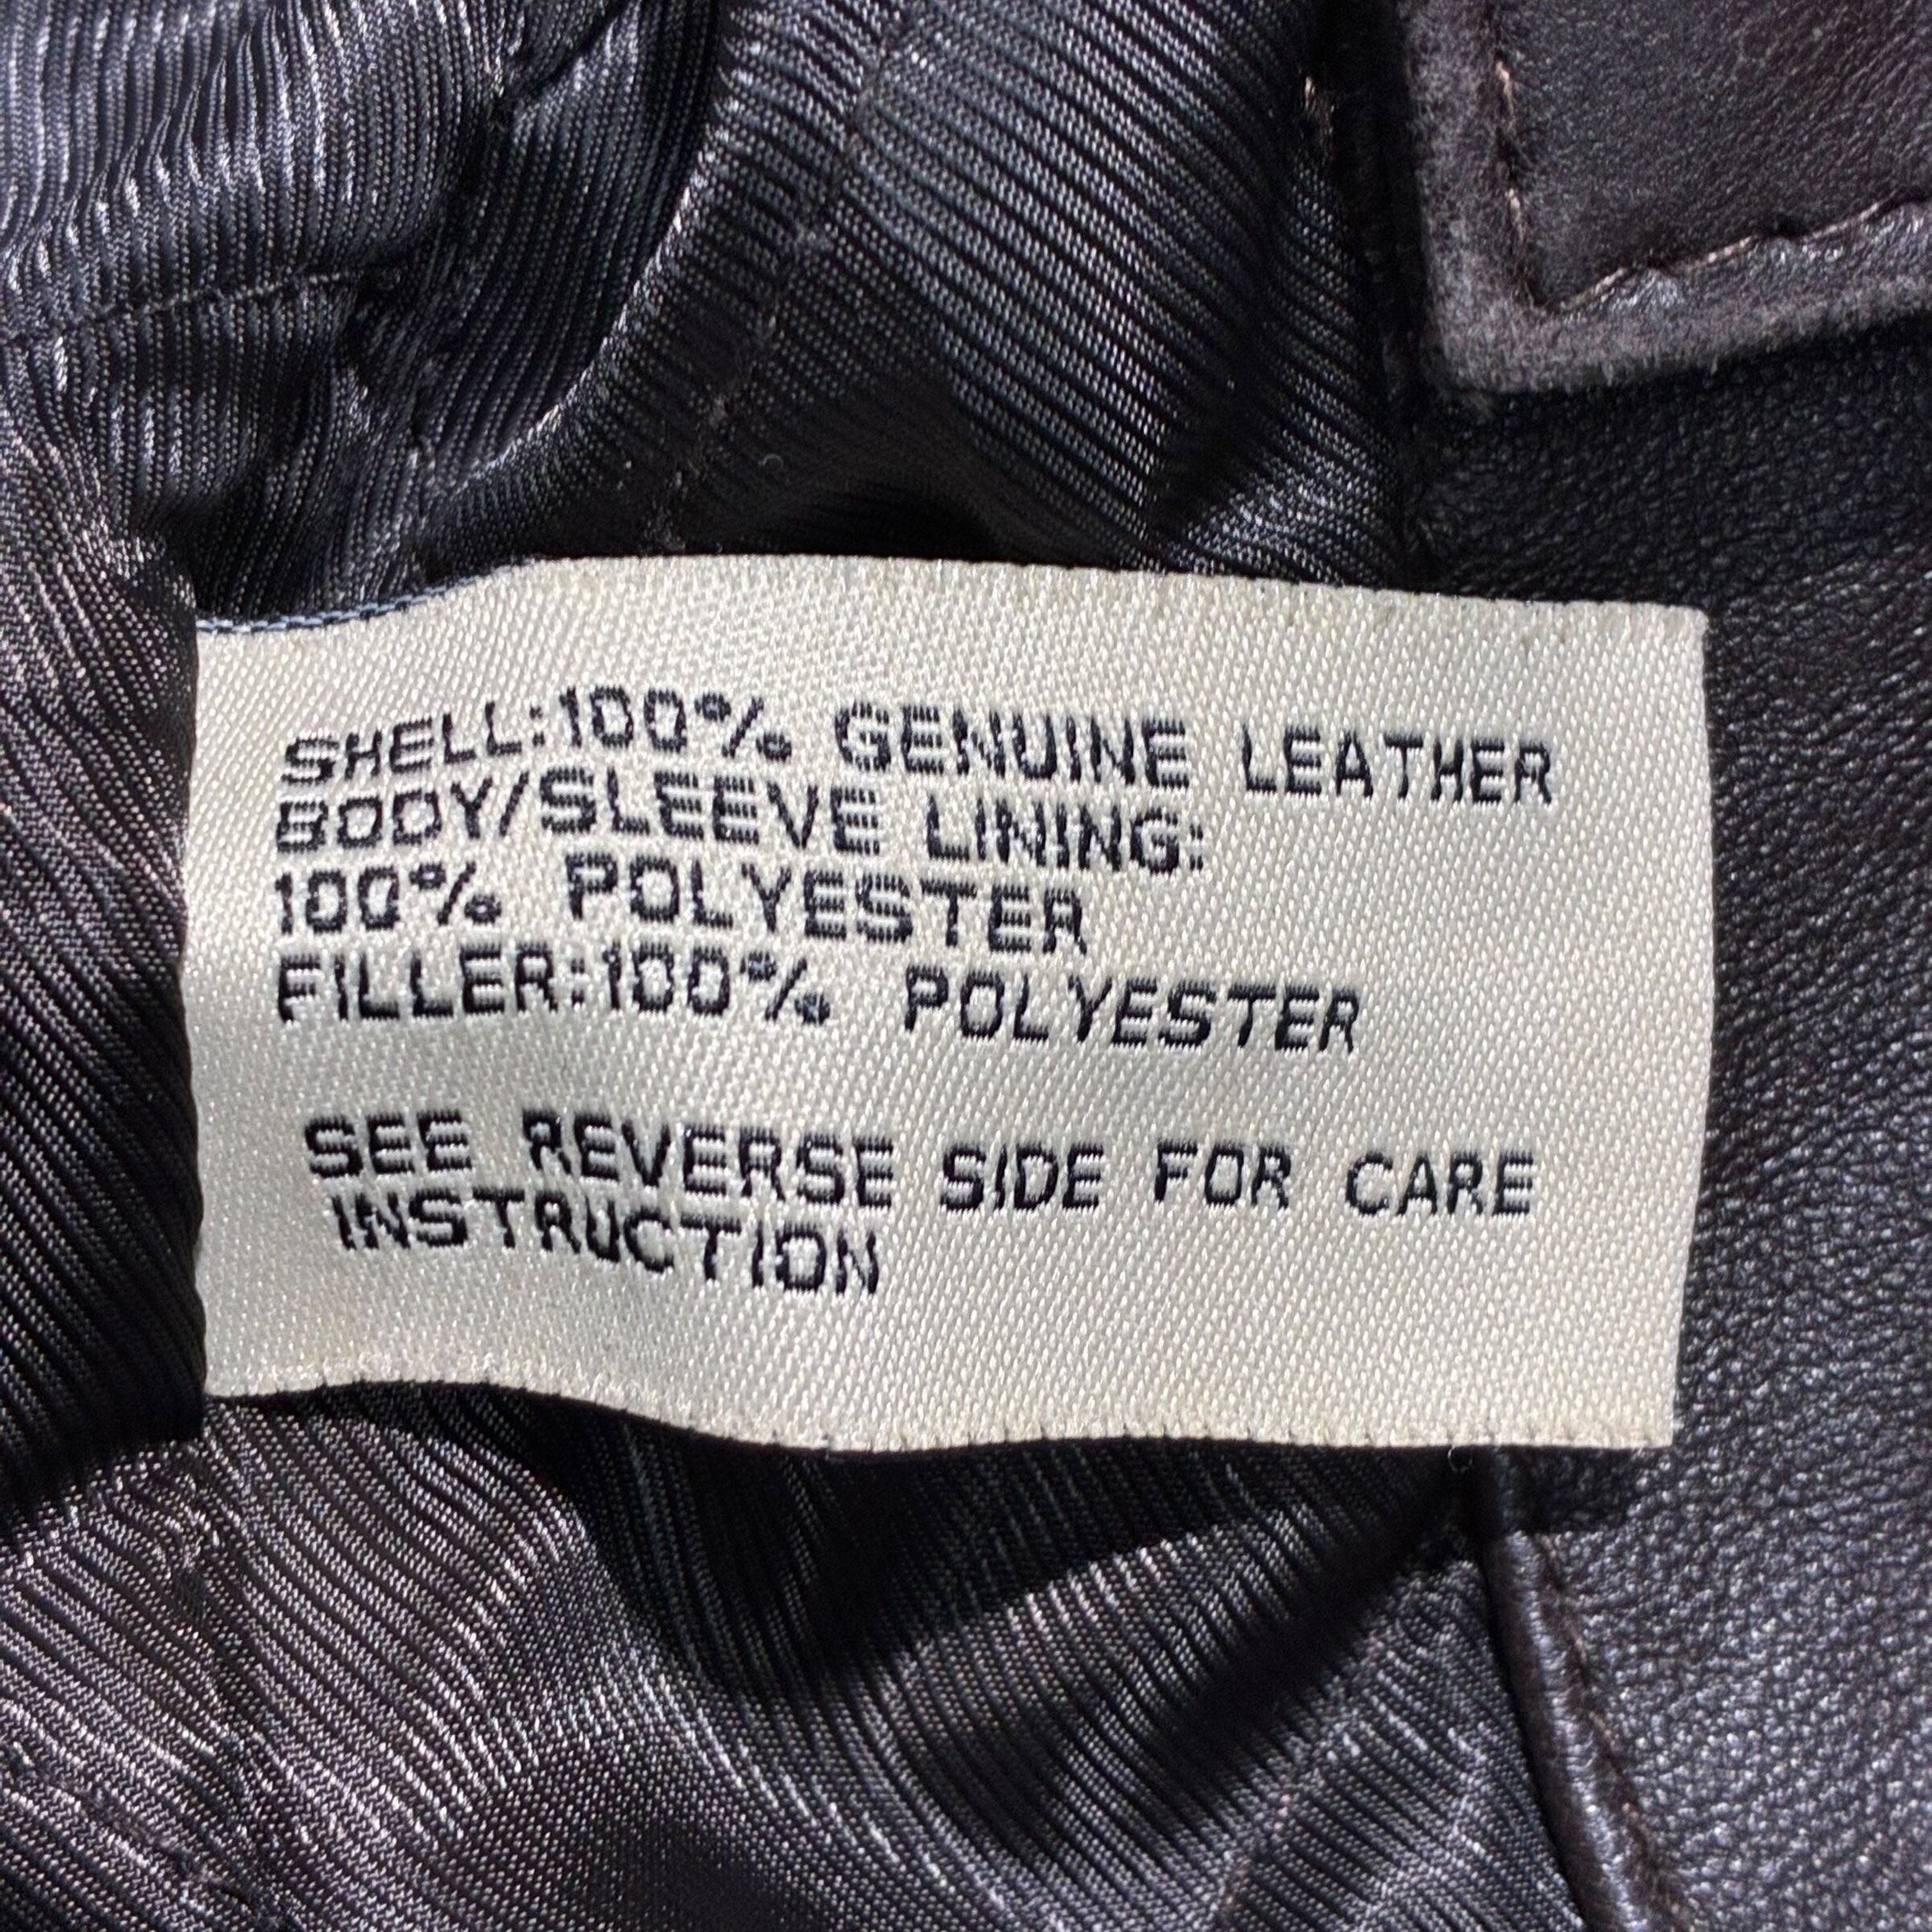 SHELL:100% GENUINE LEATHER
BODY/SLEEVE LINING:
100% POLYESTER
FILLER:100% POLYESTER
SEE REVERSE SIDE FOR CARE
INSTRUCTION